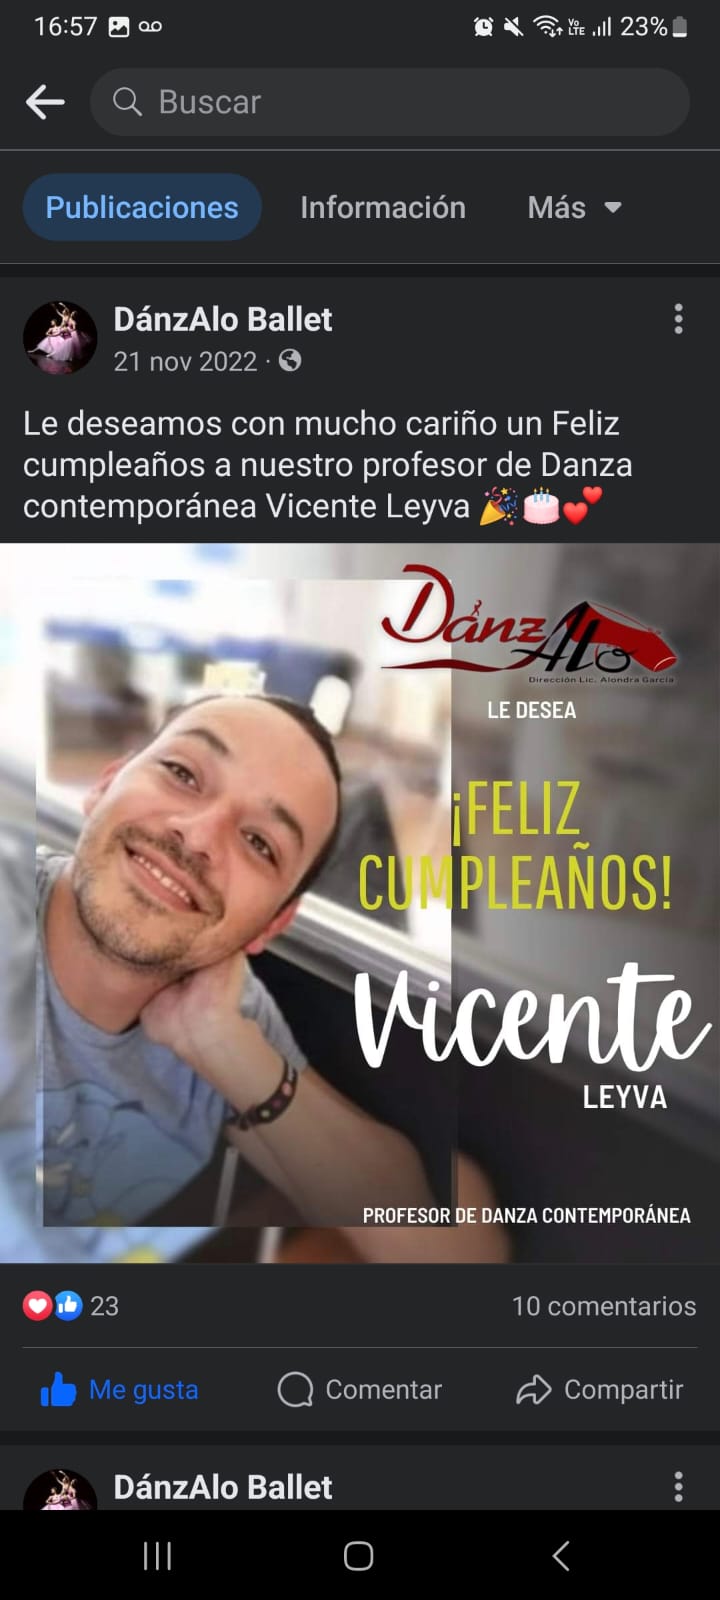 16:57
Vo LTE 23%
Buscar
Publicaciones Información Más
DánzAlo Ballet
21 nov 2022 ·
Le deseamos con mucho cariño un Feliz
cumpleaños a nuestro profesor de Danza
contemporánea Vicente Leyva 🎉🎂💕
DánzAlo
Dirección Lic. Alondra García
LE DESEA
¡FELIZ
CUMPLEAÑOS!
Vicente
LEYVA
PROFESOR DE DANZA CONTEMPORÁNEA
23 10 comentarios
Me gusta Comentar Compartir
DánzAlo Ballet